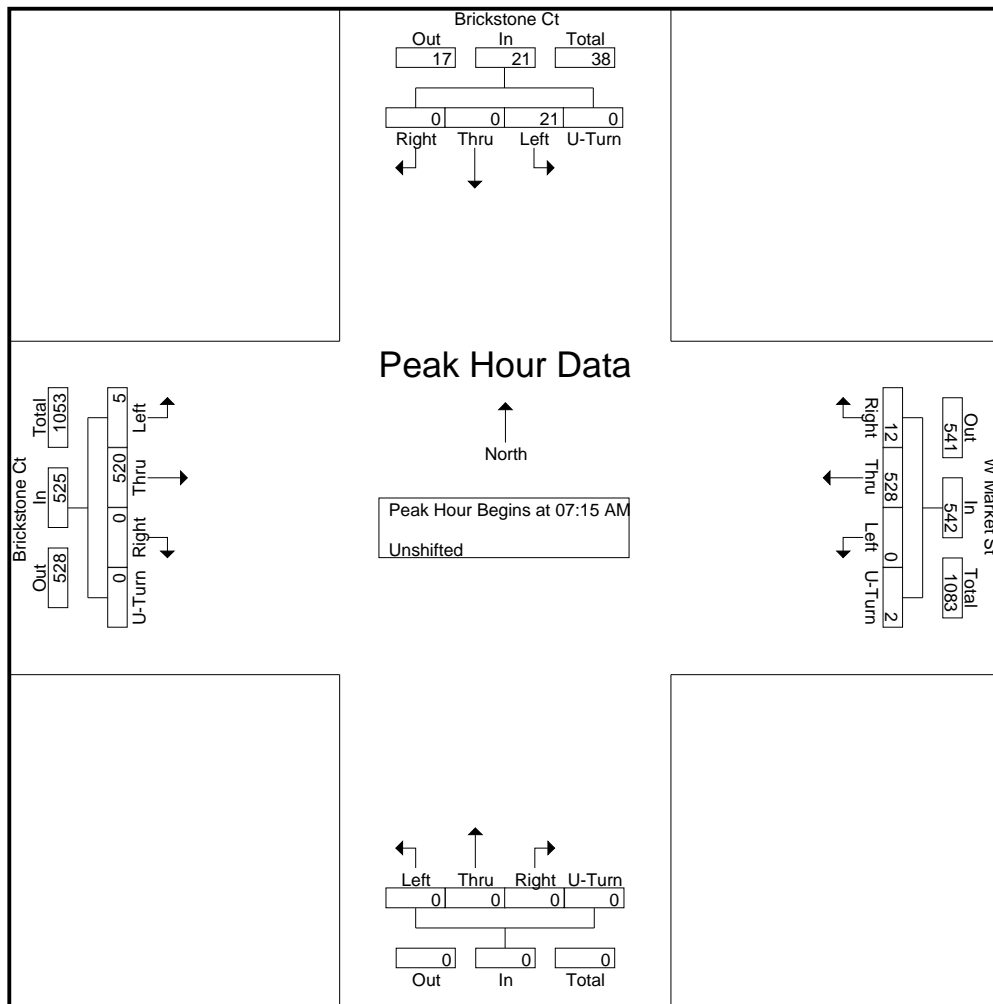 Brickstone Ct
Out In Total
17 21 38
0 0 21 0
Right Thru Left U-Turn
Peak Hour Data
North
Peak Hour Begins at 07:15 AM
Unshifted
Brickstone Ct
Total In Out
1053 525 528
5 520 0 0
Left Thru Right U-Turn
W Market St
Out In Total
541 542 1083
12 528 0 2
Right Thru Left U-Turn
Left Thru Right U-Turn
0 0 0 0
0 0 0
Out In Total